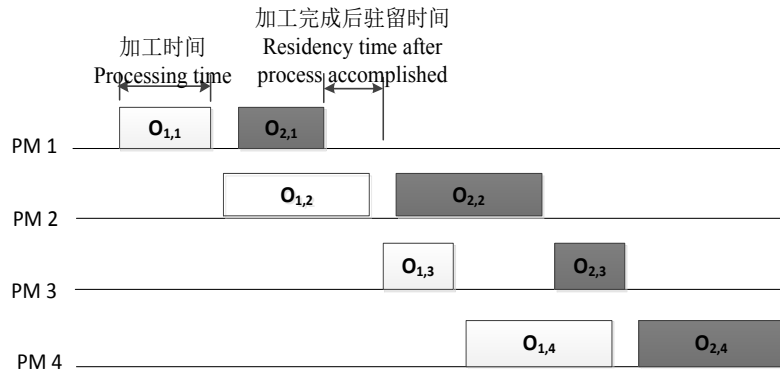 加工完成后驻留时间
加工时间
Residency time after
Processing time
process accomplished
O1,1
O2,1
PM 1
O1,2
O2,2
PM 2
O1,3
O2,3
PM 3
O1,4
O2,4
PM 4